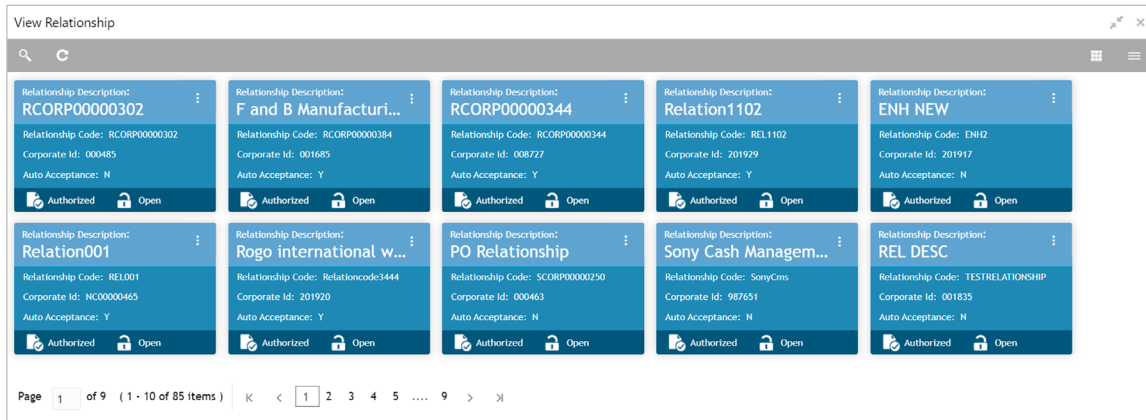 View Relationship
Relationship Description:
RCORP00000302
Relationship Code: RCORP00000302
Corporate Id: 000485
Auto Acceptance: N
Authorized Open
Relationship Description:
F and B Manufacturi...
Relationship Code: RCORP00000384
Corporate Id: 001685
Auto Acceptance: Y
Authorized Open
Relationship Description:
RCORP00000344
Relationship Code: RCORP00000344
Corporate Id: 008727
Auto Acceptance: Y
Authorized Open
Relationship Description:
Relation1102
Relationship Code: REL1102
Corporate Id: 201929
Auto Acceptance: Y
Authorized Open
Relationship Description:
ENH NEW
Relationship Code: ENH2
Corporate Id: 201917
Auto Acceptance: N
Authorized Open
Relationship Description:
Relation001
Relationship Code: REL001
Corporate Id: NC00000465
Auto Acceptance: Y
Authorized Open
Relationship Description:
Rogo international w...
Relationship Code: Relationcode3444
Corporate Id: 201920
Auto Acceptance: Y
Authorized Open
Relationship Description:
PO Relationship
Relationship Code: SCORP00000250
Corporate Id: 000463
Auto Acceptance: N
Authorized Open
Relationship Description:
Sony Cash Managem...
Relationship Code: SonyCms
Corporate Id: 987651
Auto Acceptance: N
Authorized Open
Relationship Description:
REL DESC
Relationship Code: TESTRELATIONSHIP
Corporate Id: 001835
Auto Acceptance: N
Authorized Open
Page 1 of 9 ( 1 - 10 of 85 items ) 1 2 3 4 5 .... 9